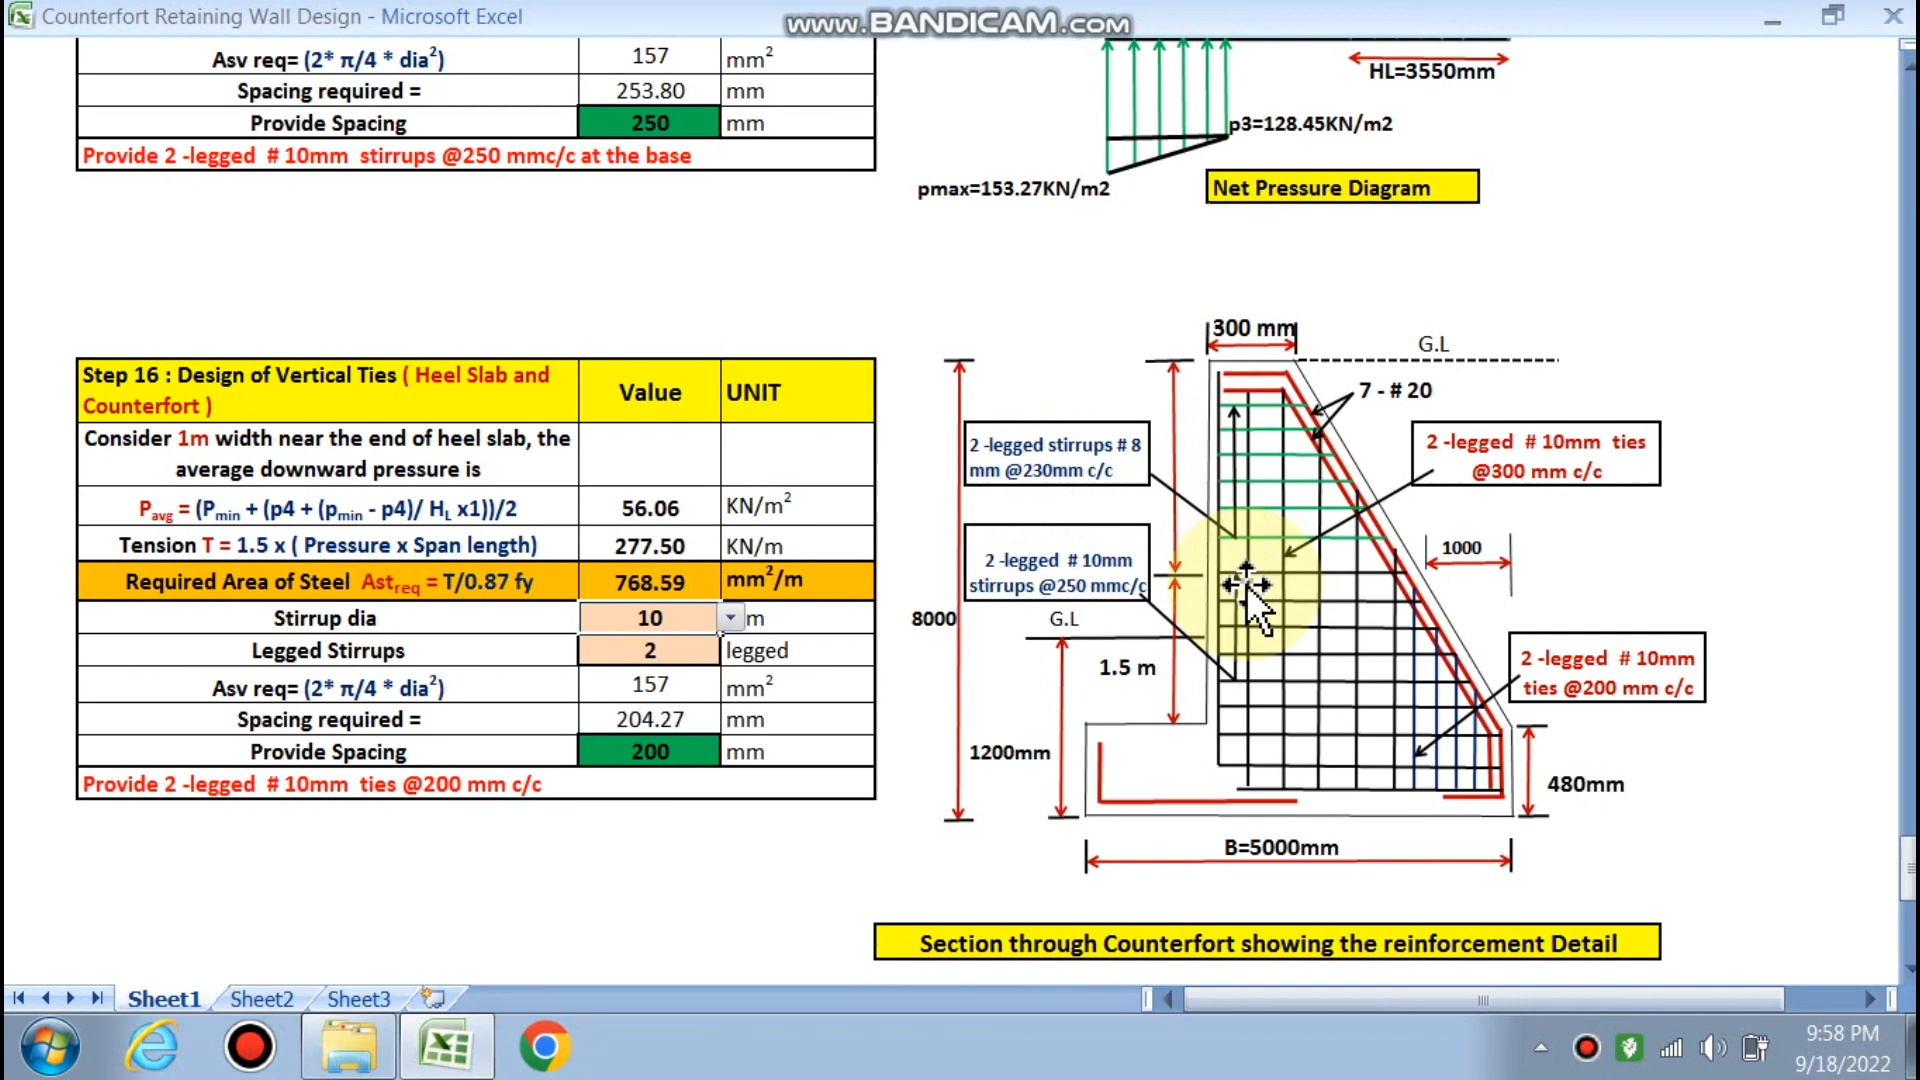 Counterfort Retaining Wall Design - Microsoft Excel
www.BANDICAM.com
Asv req= (2* π/4 * dia²) 157 mm²
Spacing required = 253.80 mm
Provide Spacing 250 mm
Provide 2 -legged # 10mm stirrups @250 mmc/c at the base
HL=3550mm
p3=128.45KN/m2
pmax=153.27KN/m2
Net Pressure Diagram
Step 16 : Design of Vertical Ties ( Heel Slab and
Counterfort )
Value UNIT
Consider 1m width near the end of heel slab, the
average downward pressure is
Pavg = (Pmin + (p4 + (pmin - p4)/ HL x1))/2 56.06 KN/m²
Tension T = 1.5 x ( Pressure x Span length) 277.50 KN/m
Required Area of Steel Astreq = T/0.87 fy 768.59 mm²/m
Stirrup dia 10 m
Legged Stirrups 2 legged
Asv req= (2* π/4 * dia²) 157 mm²
Spacing required = 204.27 mm
Provide Spacing 200 mm
Provide 2 -legged # 10mm ties @200 mm c/c
300 mm
G.L
7 - # 20
2 -legged stirrups # 8
mm @230mm c/c
2 -legged # 10mm ties
@300 mm c/c
2 -legged # 10mm
stirrups @250 mmc/c
1000
8000
G.L
1.5 m
2 -legged # 10mm
ties @200 mm c/c
1200mm
480mm
B=5000mm
Section through Counterfort showing the reinforcement Detail
Sheet1 Sheet2 Sheet3
9:58 PM
9/18/2022